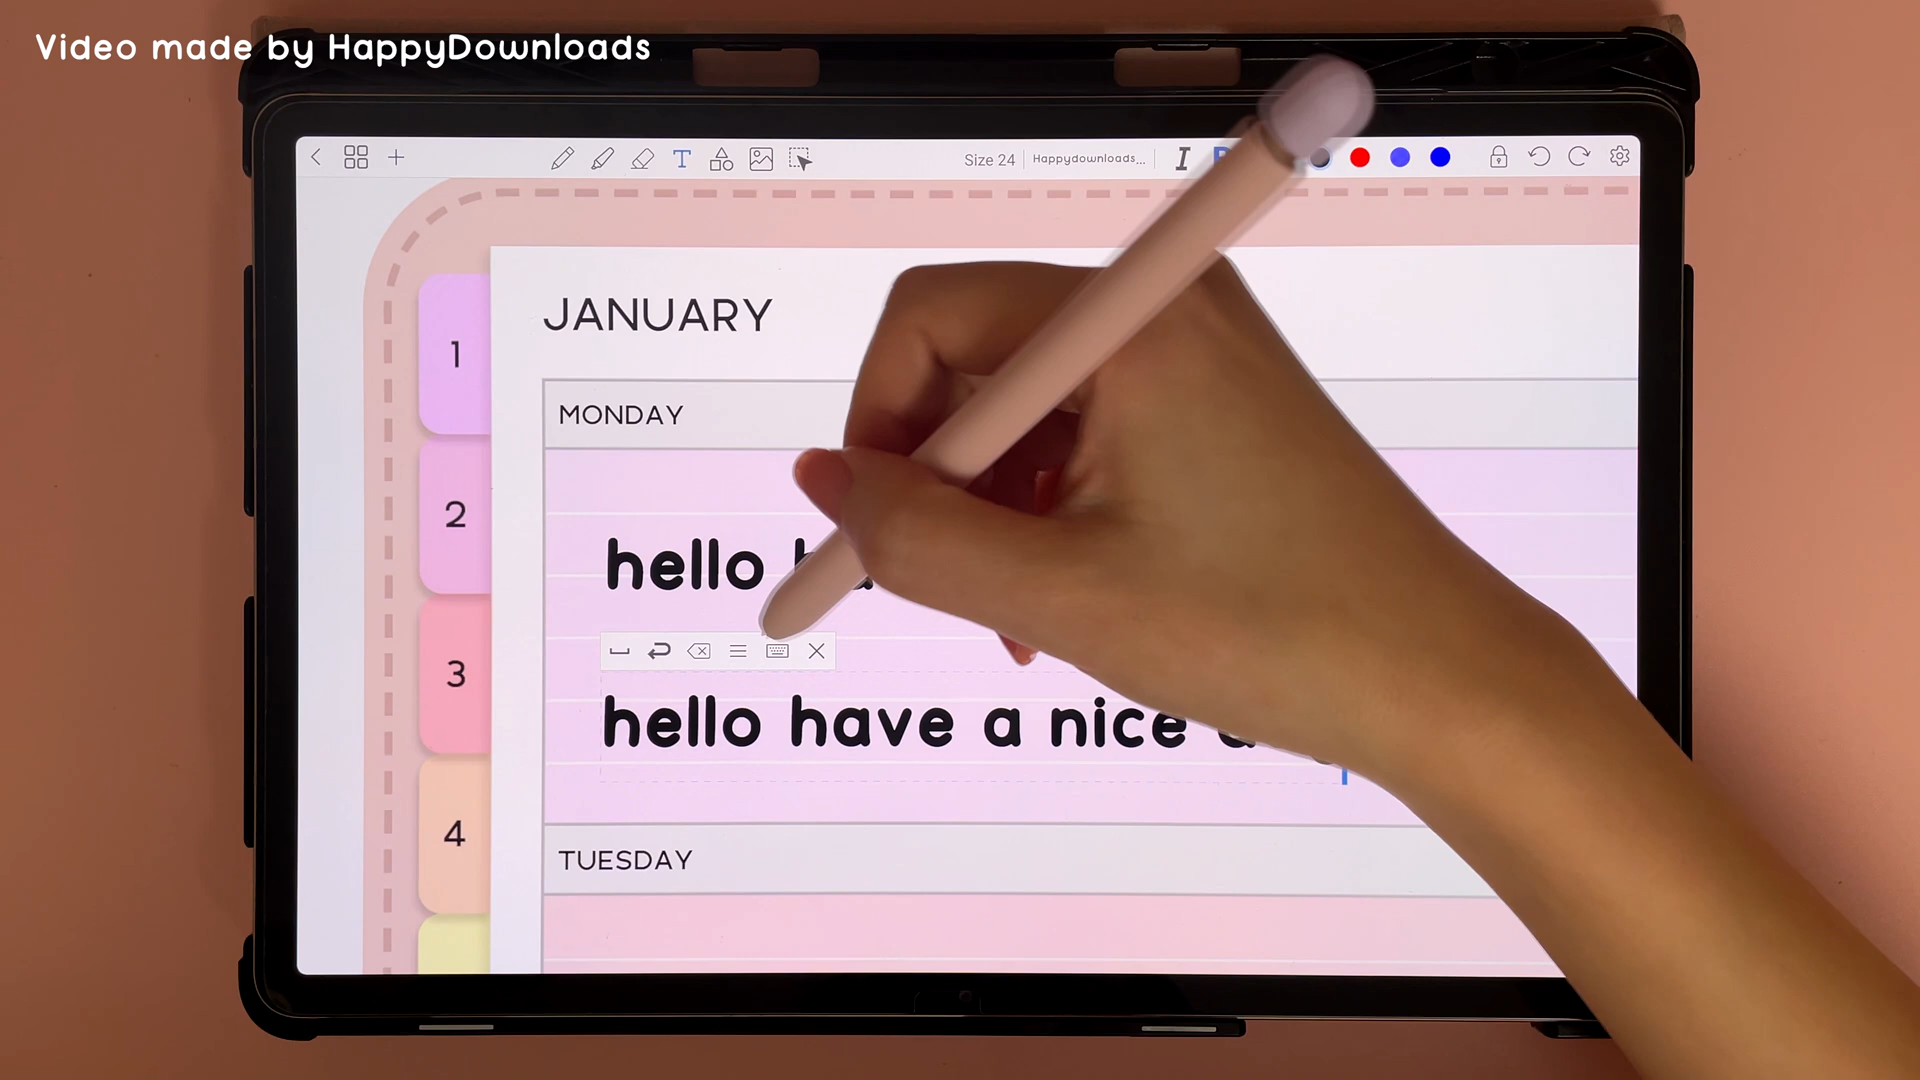 Video made by HappyDownloads
Size 24 Happydownloads...
JANUARY
1
MONDAY
2
hello
3
hello have a nice
4
TUESDAY